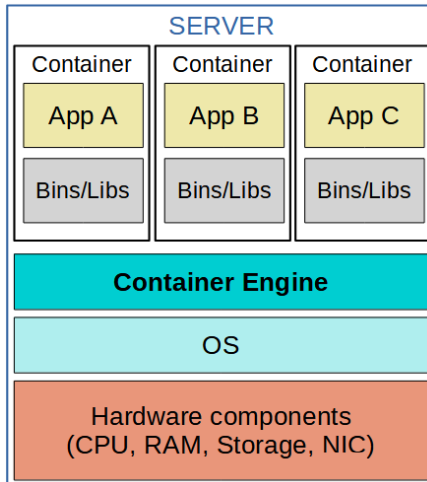 SERVER
Container Container Container
App A App B App C
Bins/Libs Bins/Libs Bins/Libs
Container Engine
OS
Hardware components
(CPU, RAM, Storage, NIC)